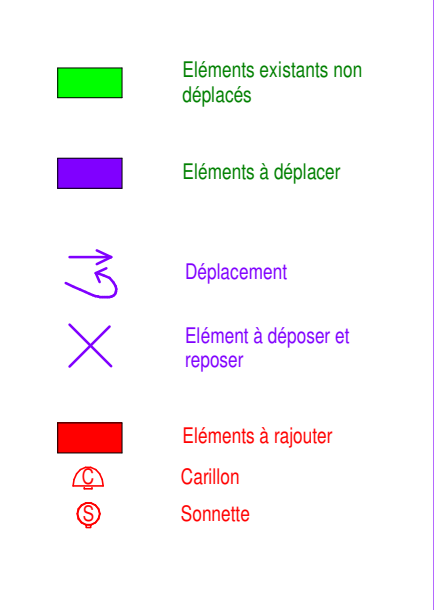 Eléments existants non
déplacés
Eléments à déplacer
Déplacement
Elément à déposer et
reposer
Eléments à rajouter
C Carillon
S Sonnette